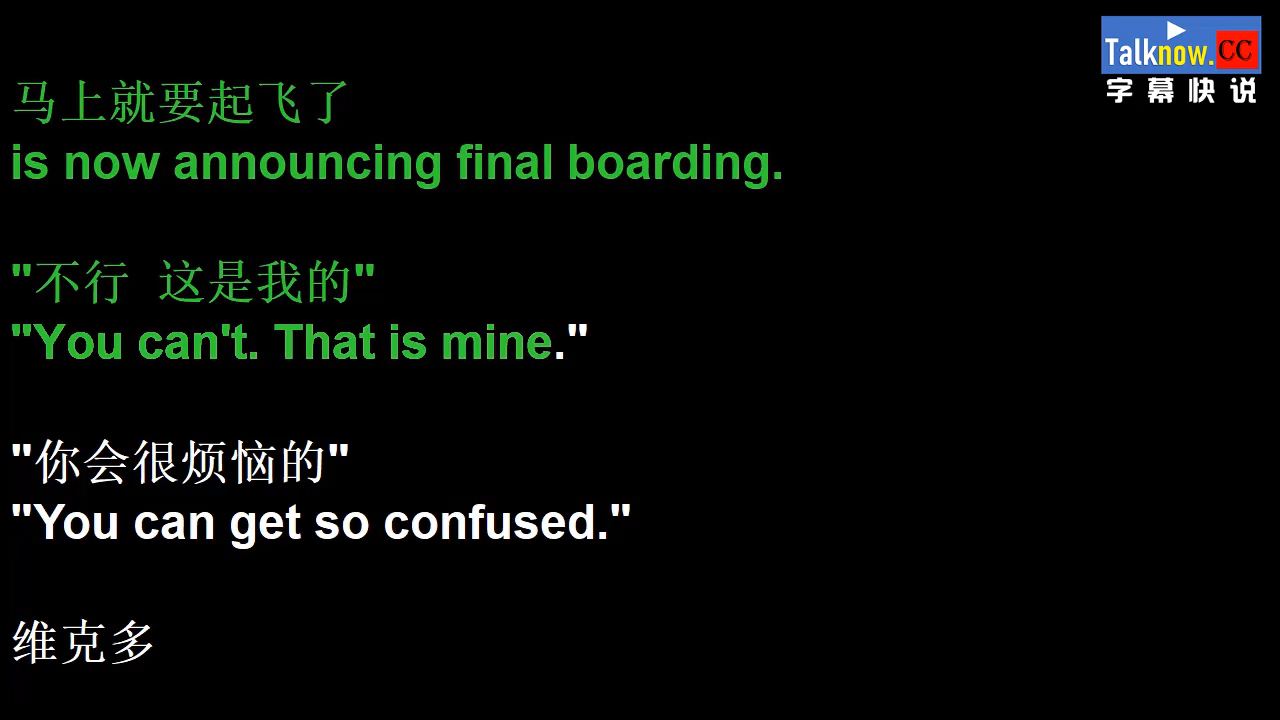 Talknow.CC
字幕快说
马上就要起飞了
is now announcing final boarding.
"不行 这是我的"
"You can't. That is mine."
"你会很烦恼的"
"You can get so confused."
维克多